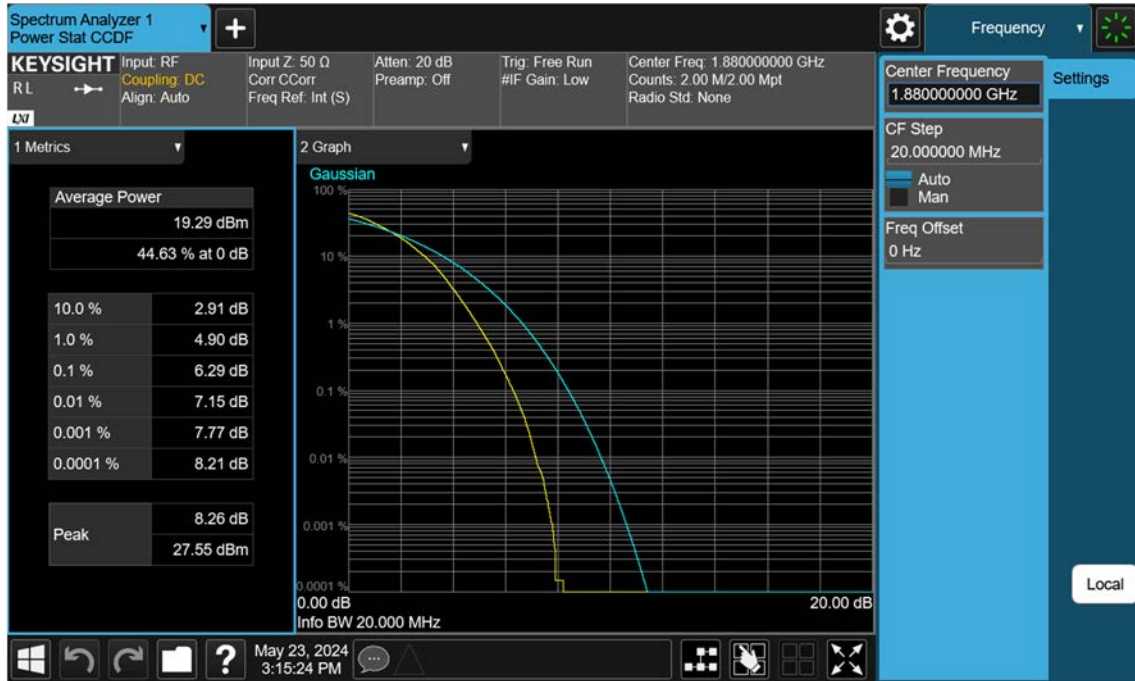 Spectrum Analyzer 1
Power Stat CCDF
Frequency
KEYSIGHT
R L
LXI
Input: RF
Coupling: DC
Align: Auto
Input Z: 50 Ω
Corr CCorr
Freq Ref: Int (S)
Atten: 20 dB
Preamp: Off
Trig: Free Run
#IF Gain: Low
Center Freq: 1.880000000 GHz
Counts: 2.00 M/2.00 Mpt
Radio Std: None
Center Frequency
1.880000000 GHz
Settings
CF Step
20.000000 MHz
Auto
Man
Freq Offset
0 Hz
Local
1 Metrics
Average Power
19.29 dBm
44.63 % at 0 dB
10.0 % 2.91 dB
1.0 % 4.90 dB
0.1 % 6.29 dB
0.01 % 7.15 dB
0.001 % 7.77 dB
0.0001 % 8.21 dB
Peak 8.26 dB
27.55 dBm
2 Graph
Gaussian
100 %
10 %
1 %
0.1 %
0.01 %
0.001 %
0.0001 %
0.00 dB 20.00 dB
Info BW 20.000 MHz
?
May 23, 2024
3:15:24 PM